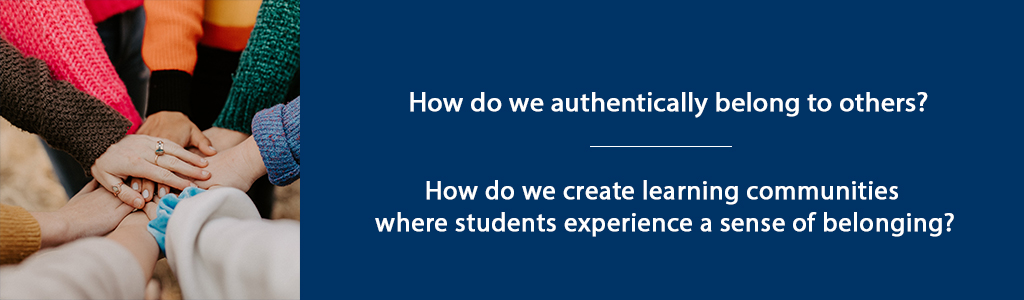 How do we authentically belong to others?
How do we create learning communities
where students experience a sense of belonging?